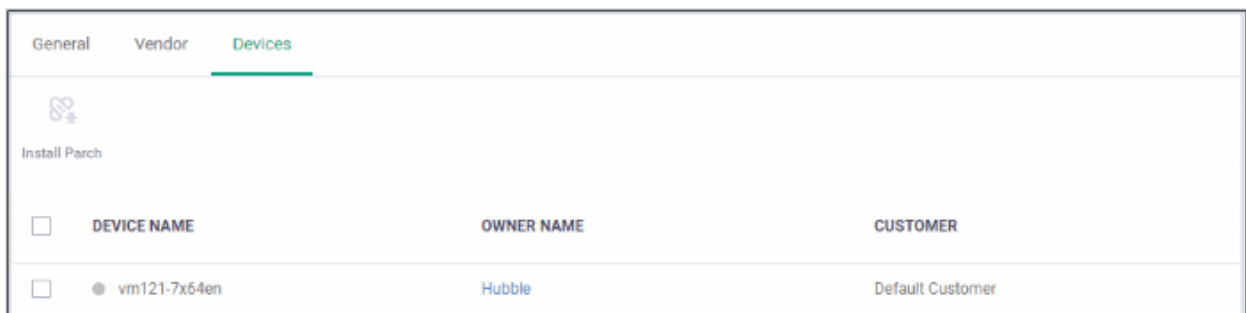 General Vendor Devices
Install Parch
DEVICE NAME OWNER NAME CUSTOMER
vm121-7x64en Hubble Default Customer